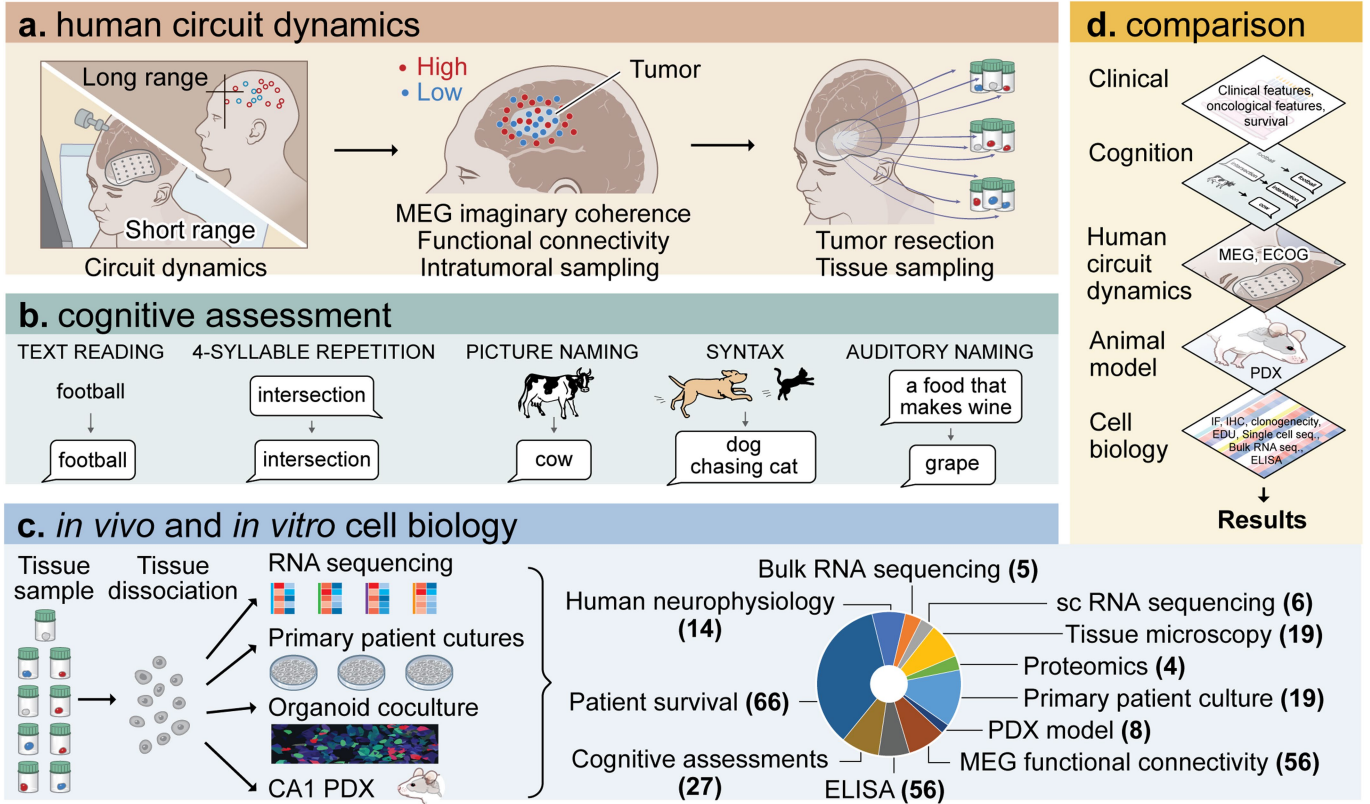 a. human circuit dynamics
Long range
Short range
Circuit dynamics
High
Low
Tumor
MEG imaginary coherence
Functional connectivity
Intratumoral sampling
Tumor resection
Tissue sampling
b. cognitive assessment
TEXT READING
football
football
4-SYLLABLE REPETITION
intersection
intersection
PICTURE NAMING
cow
SYNTAX
dog
chasing cat
AUDITORY NAMING
a food that
makes wine
grape
c. in vivo and in vitro cell biology
Tissue
sample
Tissue
dissociation
RNA sequencing
Primary patient cutures
Organoid coculture
CA1 PDX
Bulk RNA sequencing (5)
Human neurophysiology
(14)
Patient survival (66)
Cognitive assessments
(27)
ELISA (56)
sc RNA sequencing (6)
Tissue microscopy (19)
Proteomics (4)
Primary patient culture (19)
PDX model (8)
MEG functional connectivity (56)
d. comparison
Clinical
Clinical features,
oncological features,
survival
Cognition
football
football
intersection
intersection
cow
Human
circuit
dynamics
MEG, ECOG
Animal
model
PDX
Cell
biology
IF, IHC, clonogenecity,
EDU, Single cell seq.,
Bulk RNA seq.,
ELISA
Results